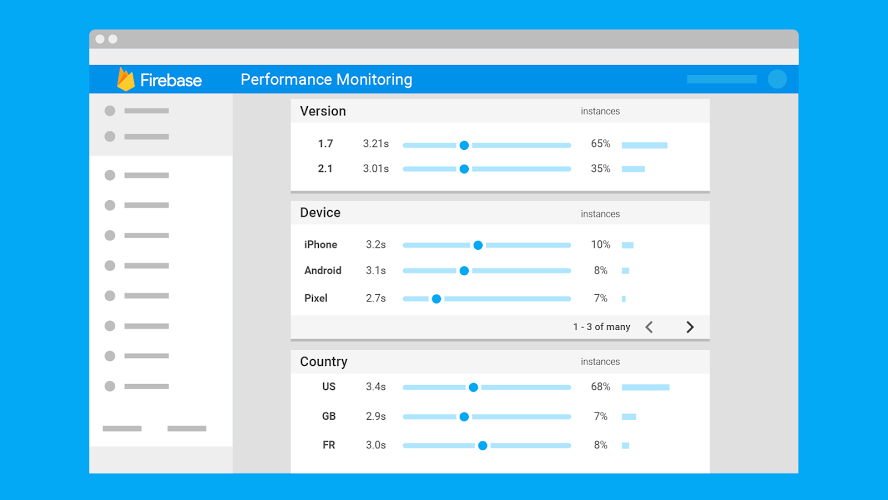 Firebase Performance Monitoring
Version instances
1.7 3.21s 65%
2.1 3.01s 35%
Device instances
iPhone 3.2s 10%
Android 3.1s 8%
Pixel 2.7s 7%
1 - 3 of many
Country instances
US 3.4s 68%
GB 2.9s 7%
FR 3.0s 8%